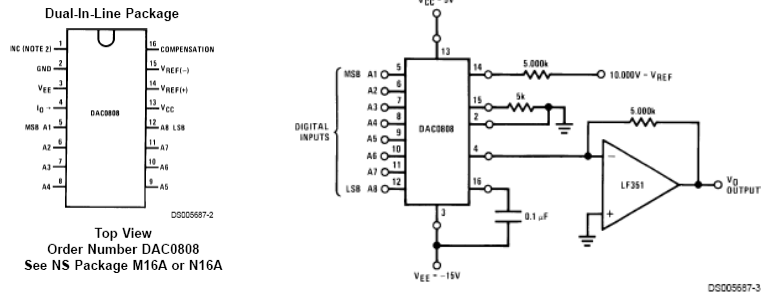 Dual-In-Line Package
NC (NOTE 2) 1
GND 2
VEE 3
IO → 4
MSB A1 5
A2 6
A3 7
A4 8
DAC0808
16 COMPENSATION
15 VREF(−)
14 VREF(+)
13 VCC
12 A8 LSB
11 A7
10 A6
9 A5
DS005687-2
Top View
Order Number DAC0808
See NS Package M16A or N16A
13
DIGITAL INPUTS
MSB A1 5
A2 6
A3 7
A4 8
A5 9
A6 10
A7 11
LSB A8 12
DAC0808
14 5.000k 10.000V = VREF
15 5k
2
4
16
5.000k
−
+
LF351
VO
OUTPUT
0.1 µF
3
VEE = −15V
DS005687-3